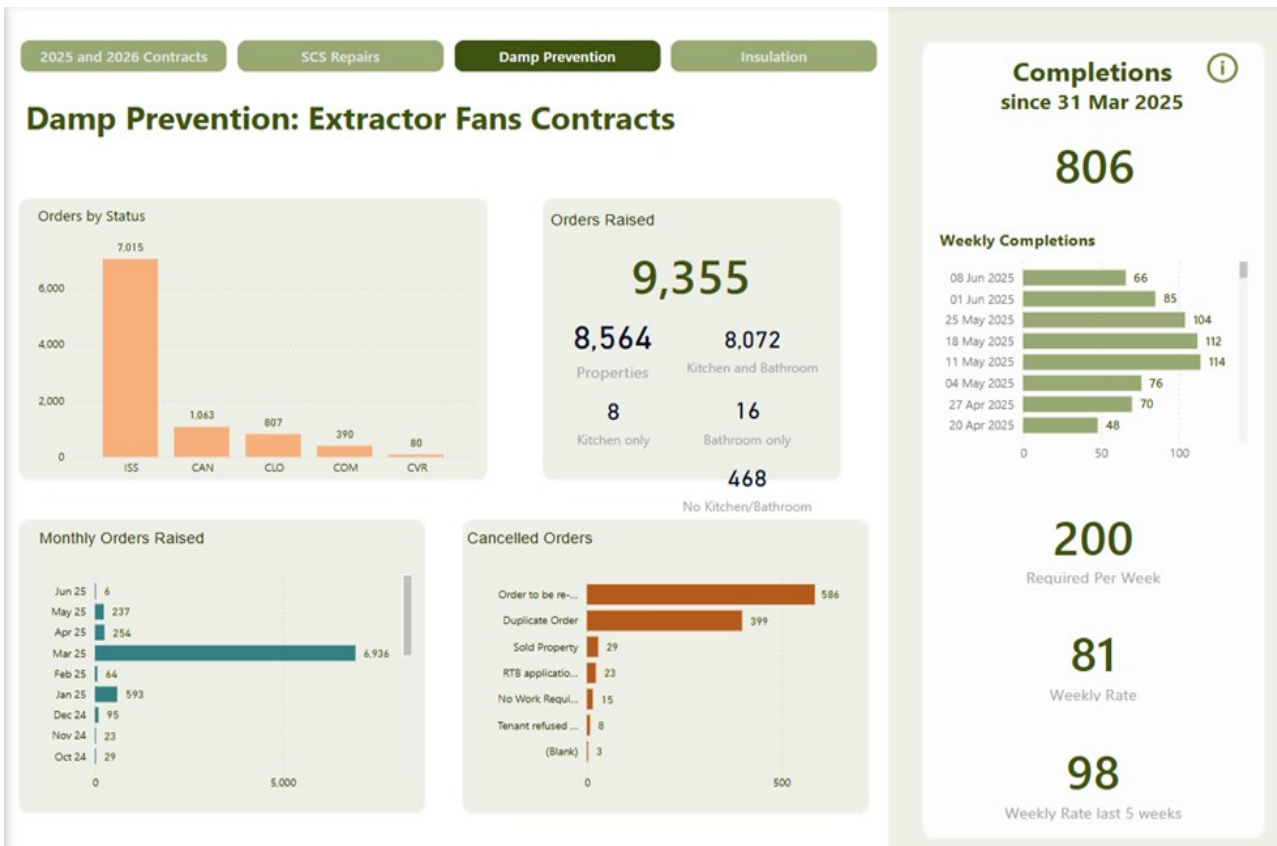 2025 and 2026 Contracts
SCS Repairs
Damp Prevention
Insulation
Damp Prevention: Extractor Fans Contracts
Orders by Status
7,015
6,000
4,000
2,000
0
1,063
807
390
80
ISS
CAN
CLO
COM
CVR
Orders Raised
9,355
8,564
Properties
8,072
Kitchen and Bathroom
8
Kitchen only
16
Bathroom only
468
No Kitchen/Bathroom
Monthly Orders Raised
Jun 25 6
May 25 237
Apr 25 254
Mar 25 6,936
Feb 25 64
Jan 25 593
Dec 24 95
Nov 24 23
Oct 24 29
0 5,000
Cancelled Orders
Order to be re-... 586
Duplicate Order 399
Sold Property 29
RTB applicatio... 23
No Work Requi... 15
Tenant refused ... 8
(Blank) 3
0 500
Completions
since 31 Mar 2025
806
Weekly Completions
08 Jun 2025 66
01 Jun 2025 85
25 May 2025 104
18 May 2025 112
11 May 2025 114
04 May 2025 76
27 Apr 2025 70
20 Apr 2025 48
0 50 100
200
Required Per Week
81
Weekly Rate
98
Weekly Rate last 5 weeks